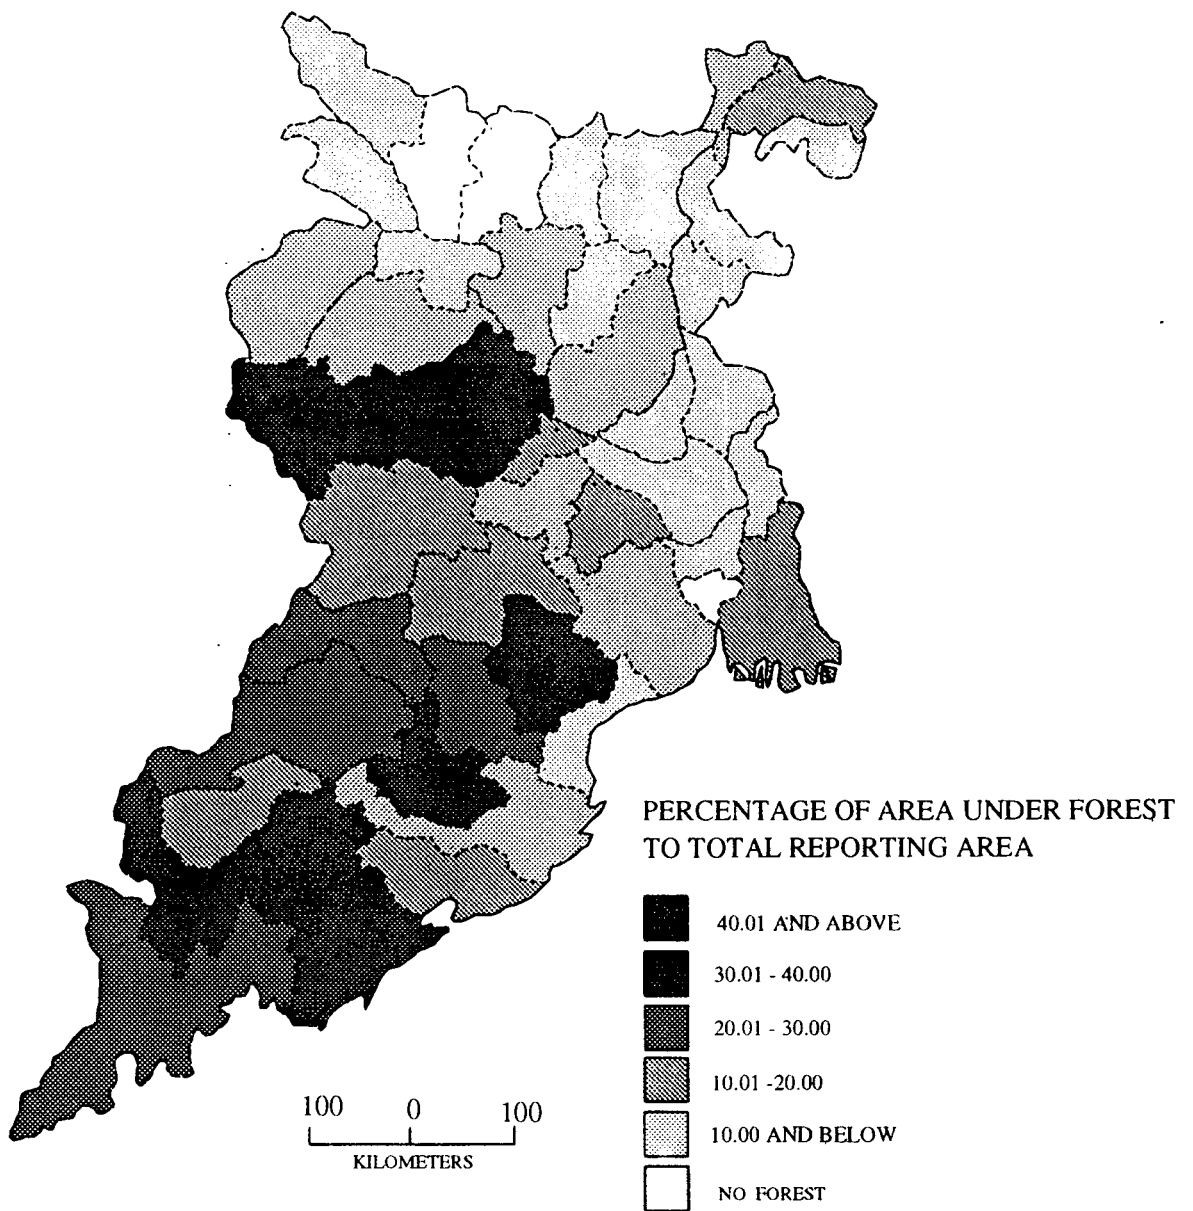 PERCENTAGE OF AREA UNDER FOREST
TO TOTAL REPORTING AREA
40.01 AND ABOVE
30.01 - 40.00
20.01 - 30.00
10.01 -20.00
10.00 AND BELOW
NO FOREST
100 0 100
KILOMETERS